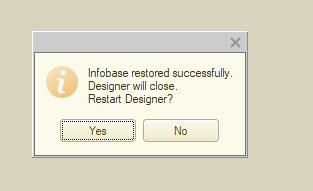 Infobase restored successfully.
Designer will close.
Restart Designer?
Yes No